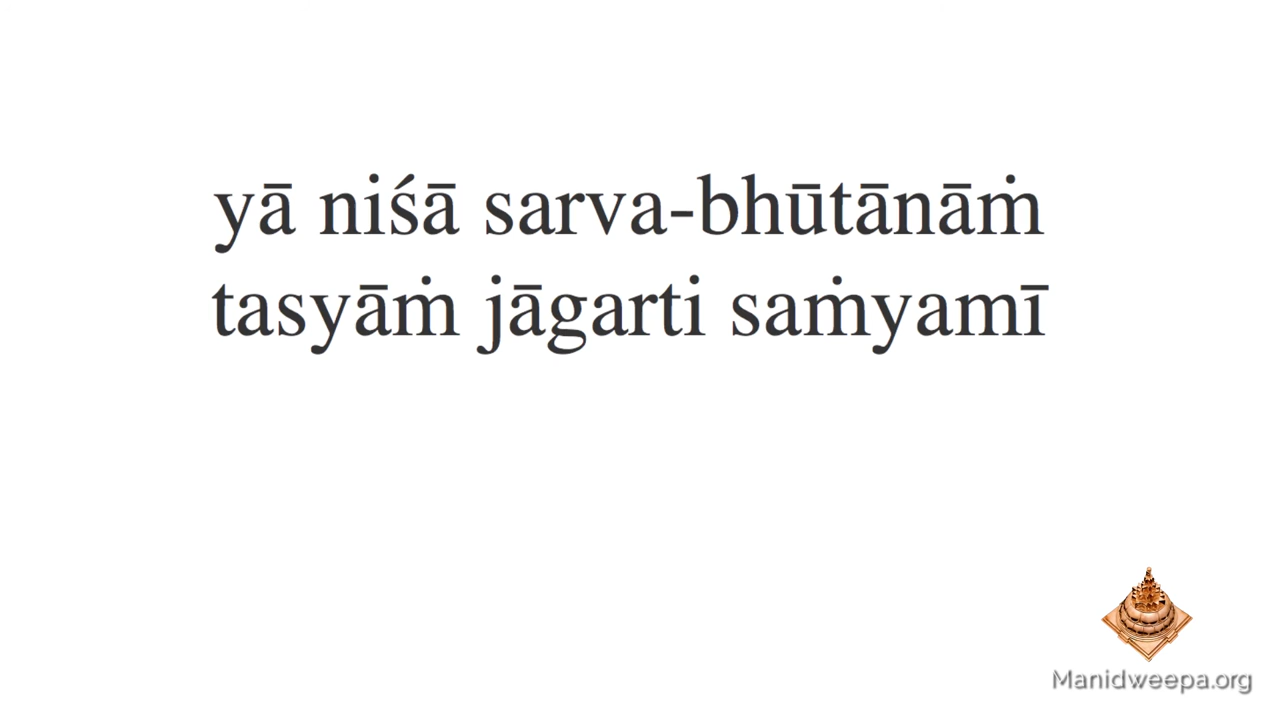 yā niśā sarva-bhūtānāṁ
tasyāṁ jāgarti saṁyamī
Manidweepa.org